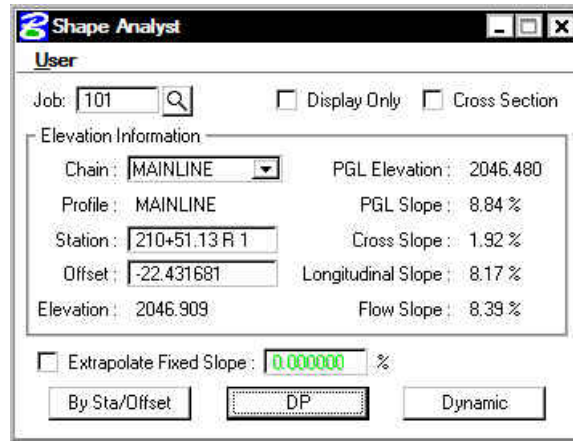 Shape Analyst
User
Job: 101 Display Only Cross Section
Elevation Information
Chain : MAINLINE PGL Elevation : 2046.480
Profile : MAINLINE PGL Slope : 8.84 %
Station : 210+51.13 R 1 Cross Slope : 1.92 %
Offset : -22.431681 Longitudinal Slope : 8.17 %
Elevation : 2046.909 Flow Slope : 8.39 %
Extrapolate Fixed Slope : 0.000000 %
By Sta/Offset DP Dynamic